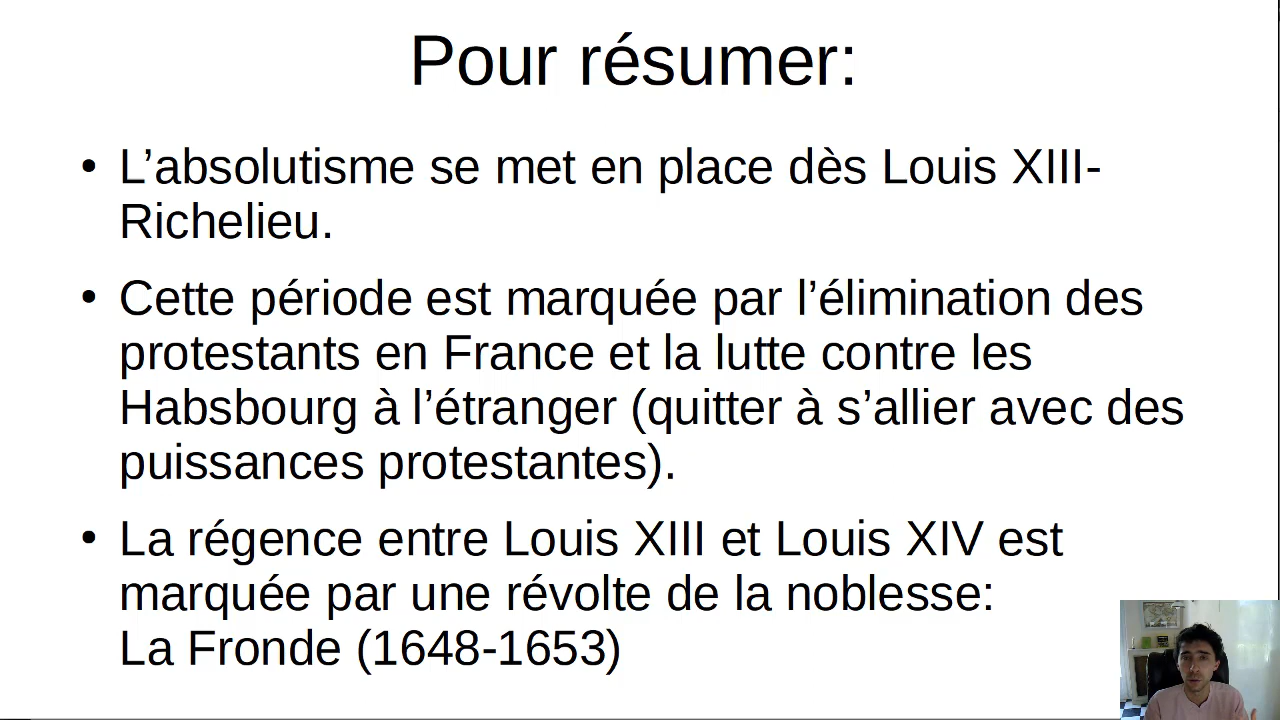 Pour résumer:
• L’absolutisme se met en place dès Louis XIII-
Richelieu.
• Cette période est marquée par l’élimination des
protestants en France et la lutte contre les
Habsbourg à l’étranger (quitter à s’allier avec des
puissances protestantes).
• La régence entre Louis XIII et Louis XIV est
marquée par une révolte de la noblesse:
La Fronde (1648-1653)